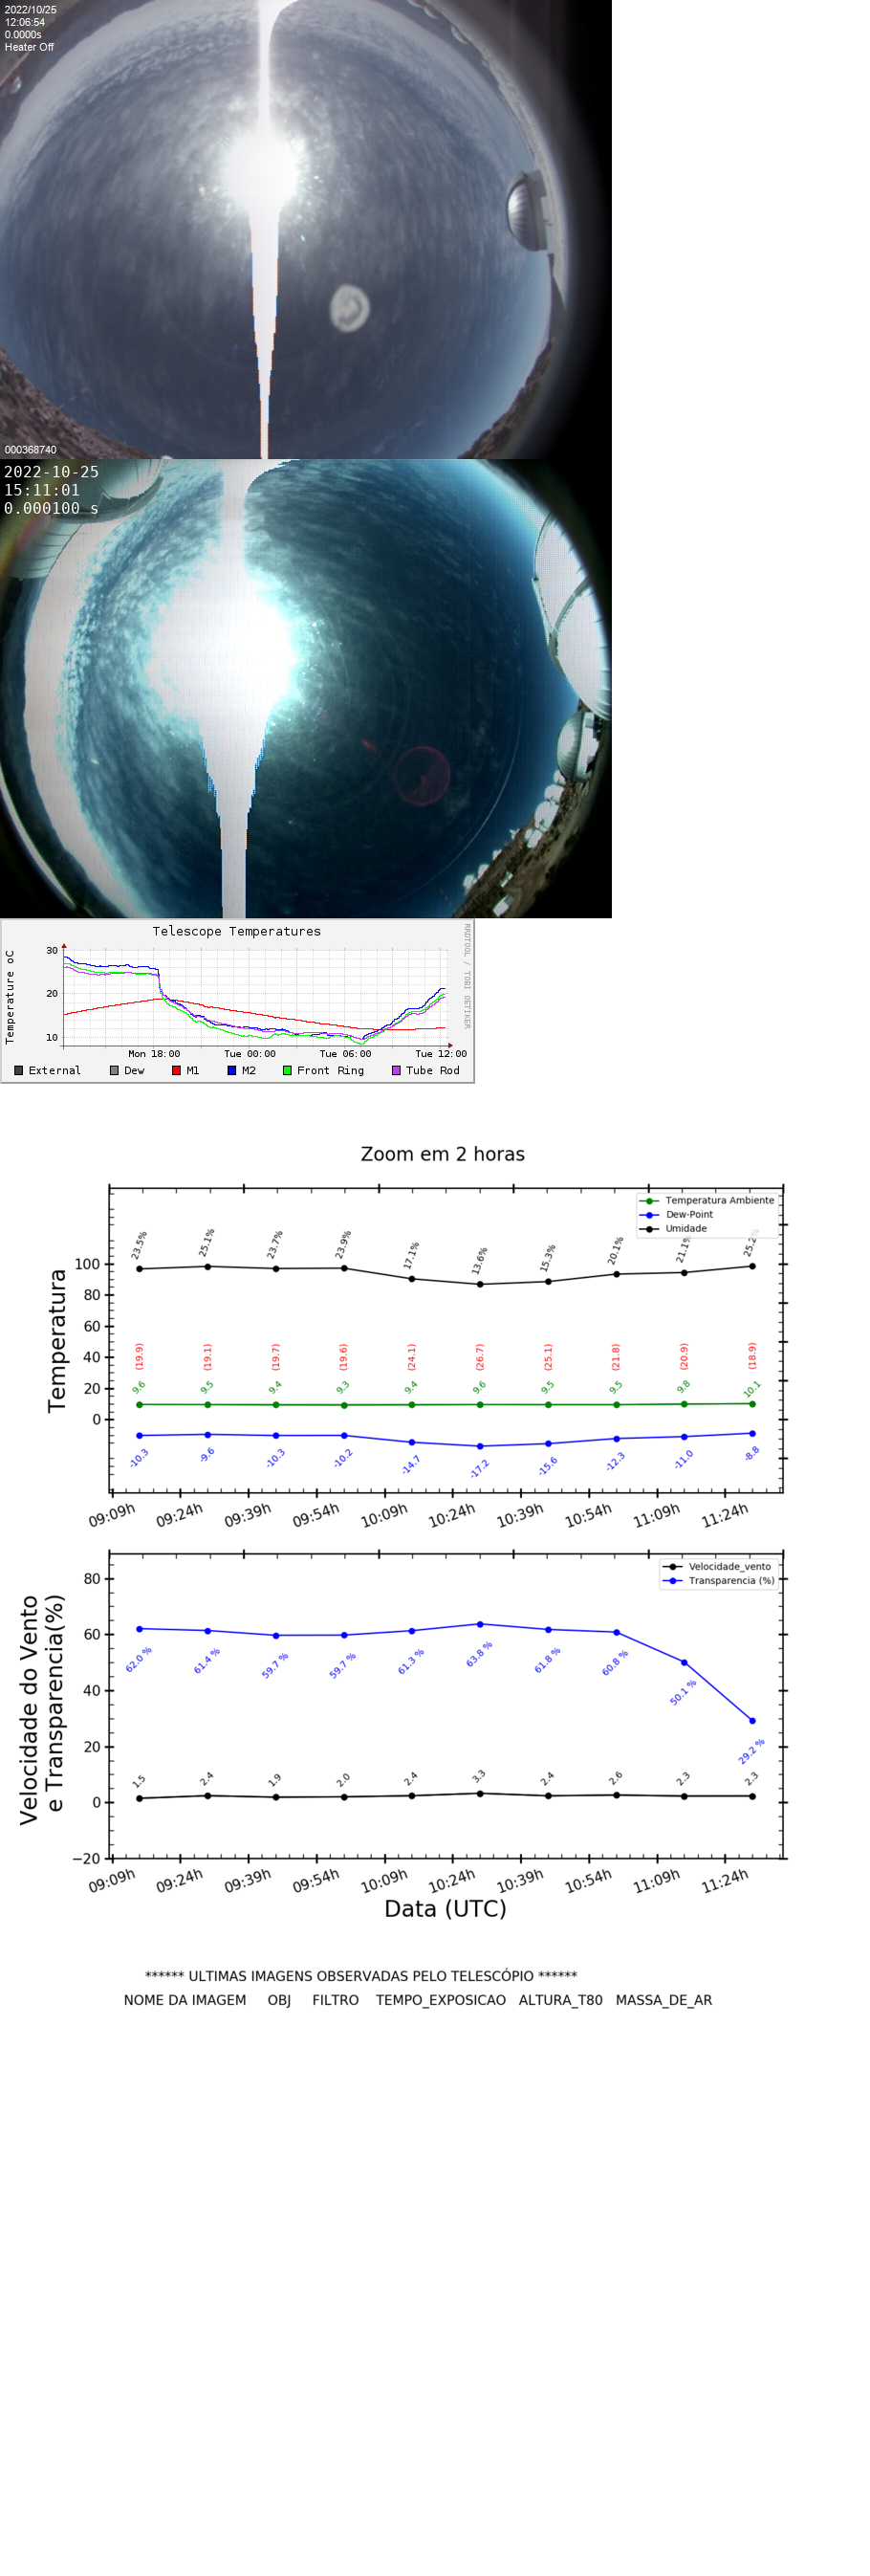 2022/10/25
12:06:54
0.0000s
Heater Off
000368740
2022-10-25
15:11:01
0.000100 s
Telescope Temperatures
RRDTOOL / TOBI OETIKER
Temperature oC
30
20
10
Mon 18:00 Tue 00:00 Tue 06:00 Tue 12:00
External Dew M1 M2 Front Ring Tube Rod
Zoom em 2 horas
Temperatura Ambiente
Dew-Point
Umidade
Temperatura
100
80
60
40
20
0
23.5% 25.1% 23.7% 23.9% 17.1% 13.6% 15.3% 20.1% 21.1% 25.2%
(19.9) (19.1) (19.7) (19.6) (24.1) (26.7) (25.1) (21.8) (20.9) (18.9)
9.6 9.5 9.4 9.3 9.4 9.6 9.5 9.5 9.8 10.1
-10.3 -9.6 -10.3 -10.2 -14.7 -17.2 -15.6 -12.3 -11.0 -8.8
09:09h 09:24h 09:39h 09:54h 10:09h 10:24h 10:39h 10:54h 11:09h 11:24h
Velocidade_vento
Transparencia (%)
Velocidade do Vento
e Transparencia(%)
80
60
40
20
0
−20
62.0 % 61.4 % 59.7 % 59.7 % 61.3 % 63.8 % 61.8 % 60.8 % 50.1 % 29.2 %
1.5 2.4 1.9 2.0 2.4 3.3 2.4 2.6 2.3 2.3
09:09h 09:24h 09:39h 09:54h 10:09h 10:24h 10:39h 10:54h 11:09h 11:24h
Data (UTC)
****** ULTIMAS IMAGENS OBSERVADAS PELO TELESCÓPIO ******
NOME DA IMAGEM OBJ FILTRO TEMPO_EXPOSICAO ALTURA_T80 MASSA_DE_AR